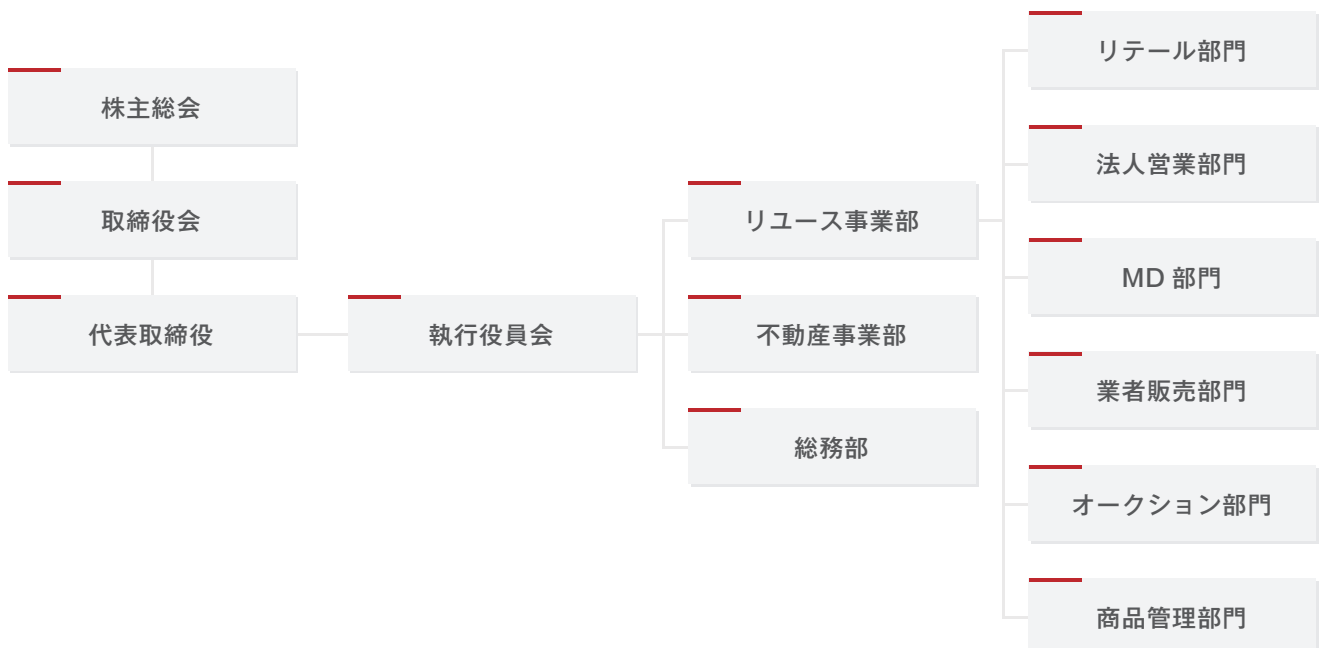 株主総会
取締役会
代表取締役
執行役員会
リユース事業部
不動産事業部
総務部
リテール部門
法人営業部門
MD 部門
業者販売部門
オークション部門
商品管理部門